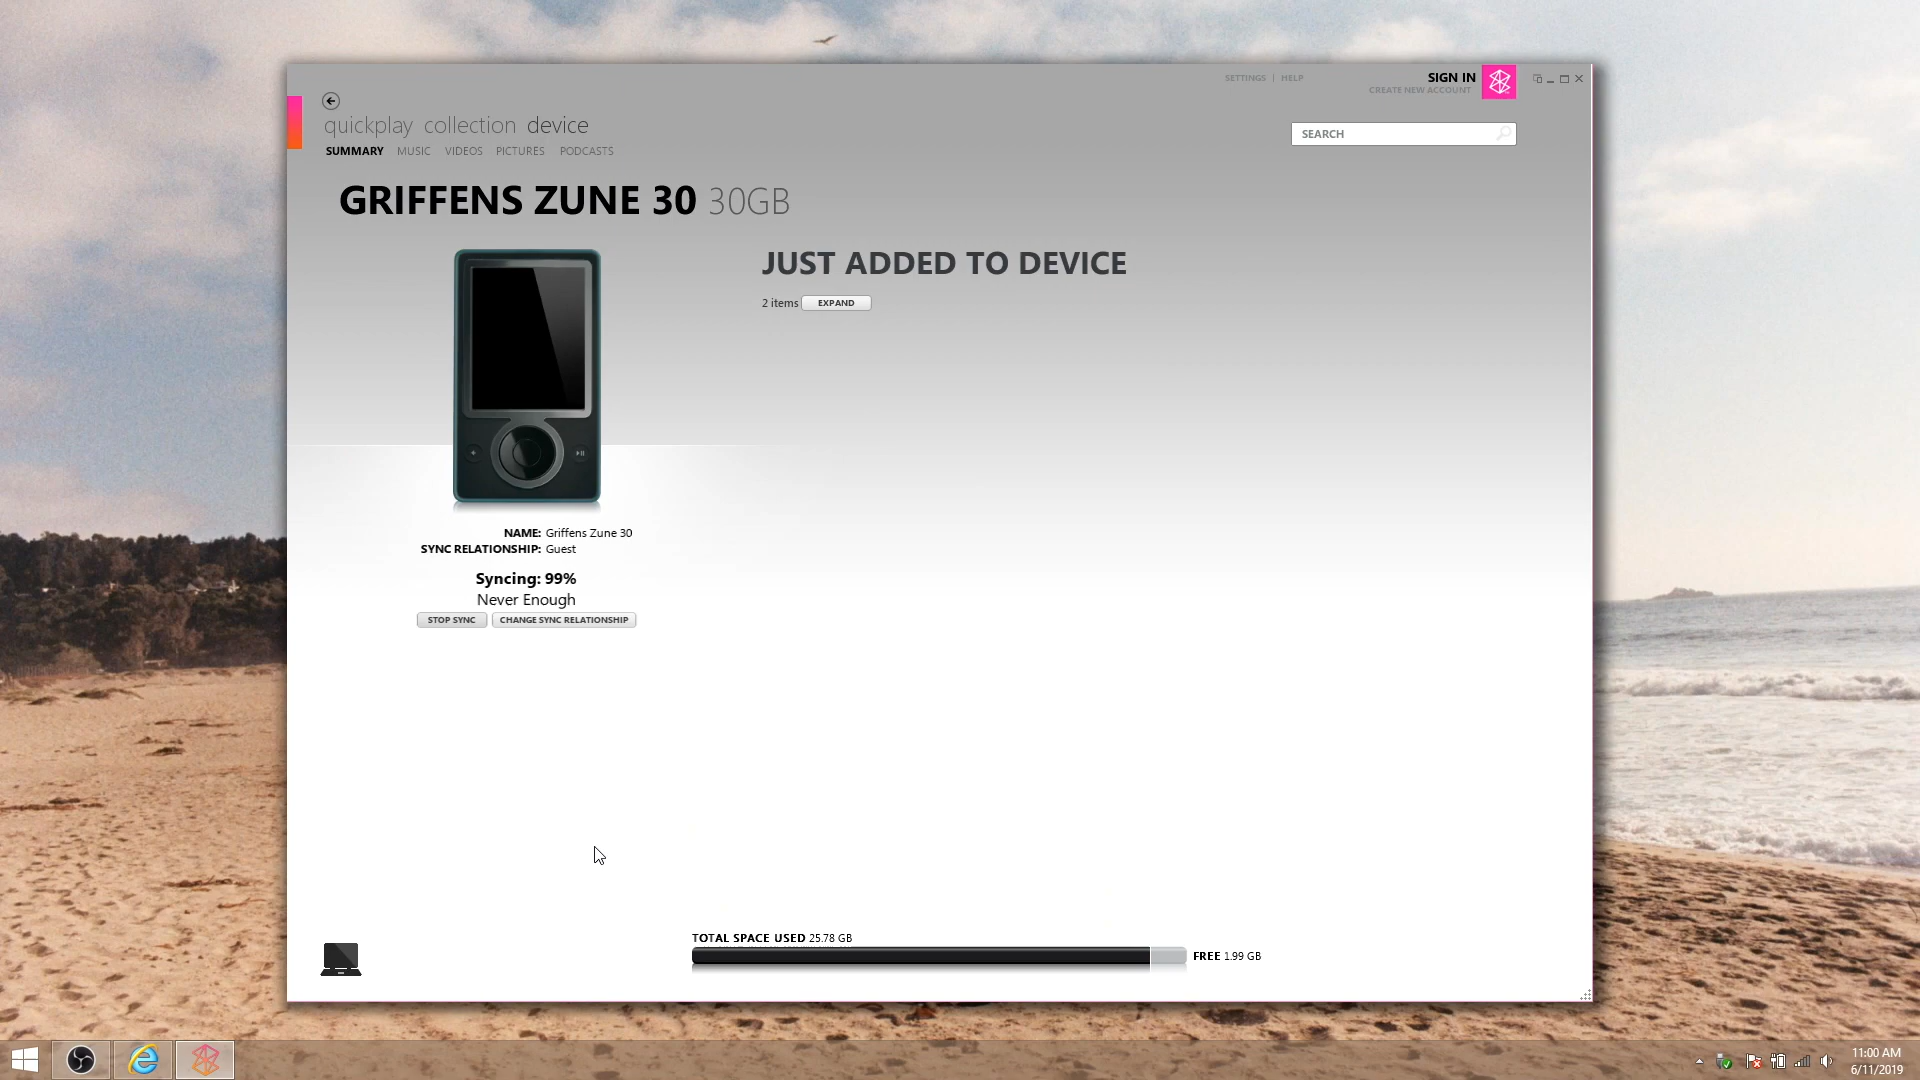 SETTINGS | HELP
SIGN IN
CREATE NEW ACCOUNT
quickplay collection device
SEARCH
SUMMARY MUSIC VIDEOS PICTURES PODCASTS
GRIFFENS ZUNE 30 30GB
JUST ADDED TO DEVICE
2 items EXPAND
NAME: Griffens Zune 30
SYNC RELATIONSHIP: Guest
Syncing: 99%
Never Enough
STOP SYNC CHANGE SYNC RELATIONSHIP
TOTAL SPACE USED 25.78 GB
FREE 1.99 GB
11:00 AM
6/11/2019